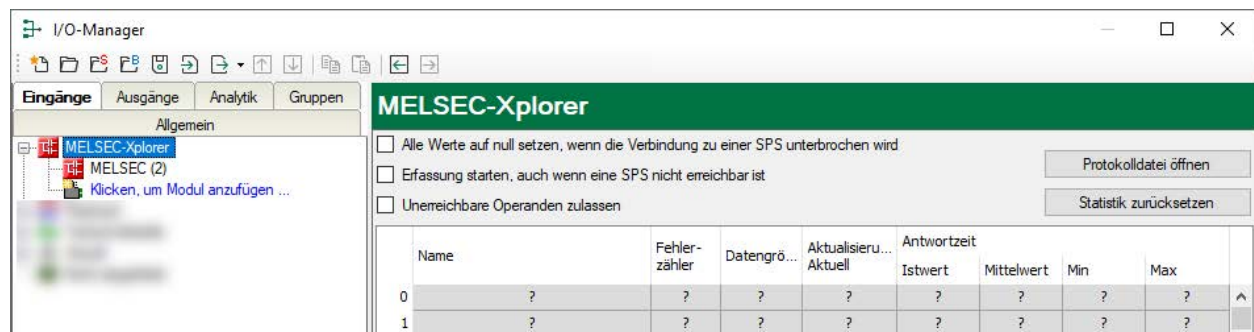 I/O-Manager
Eingänge Ausgänge Analytik Gruppen
Allgemein
MELSEC-Xplorer
MELSEC (2)
Klicken, um Modul anzufügen ...
MELSEC-Xplorer
Alle Werte auf null setzen, wenn die Verbindung zu einer SPS unterbrochen wird
Erfassung starten, auch wenn eine SPS nicht erreichbar ist
Unerreichbare Operanden zulassen
Protokolldatei öffnen
Statistik zurücksetzen
Name Fehler-zähler Datengrö... Aktualisieru... Aktuell Antwortzeit
Istwert Mittelwert Min Max
0 ? ? ? ? ? ? ? ?
1 ? ? ? ? ? ? ? ?